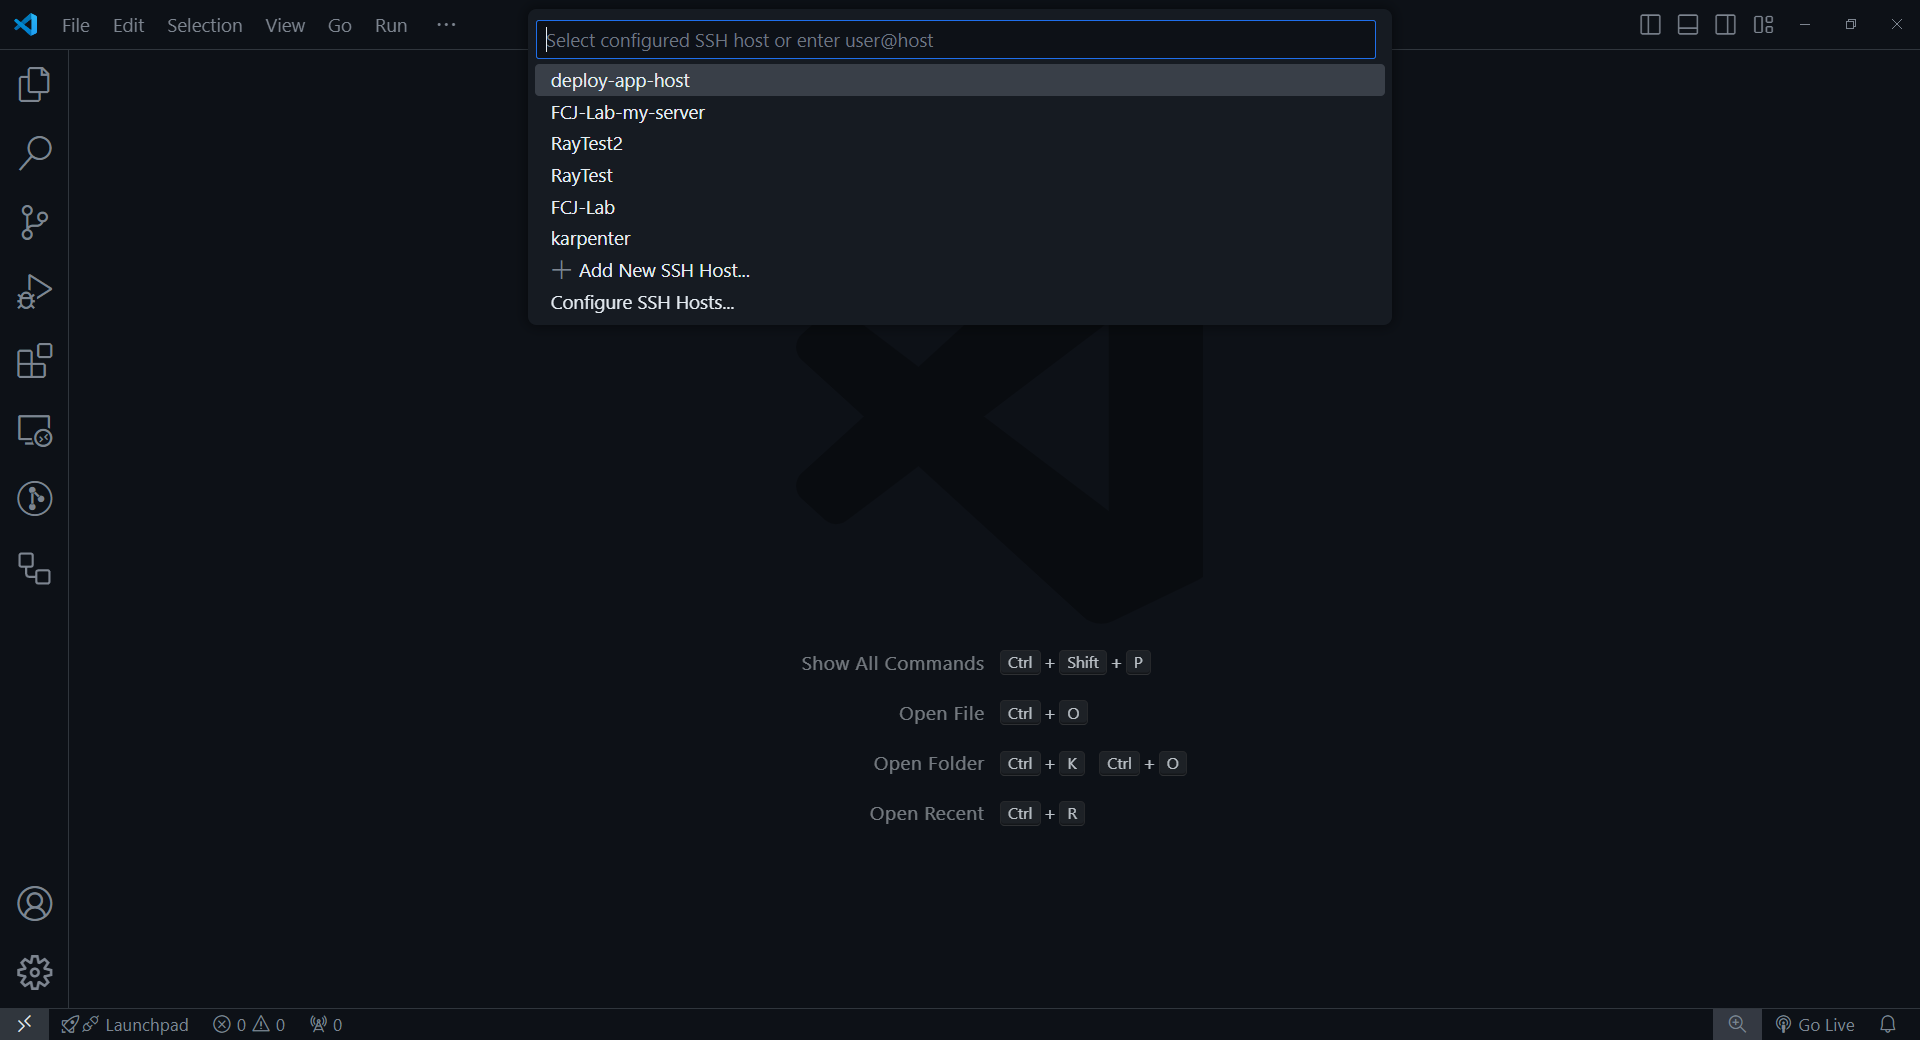 File Edit Selection View Go Run ···
Select configured SSH host or enter user@host
deploy-app-host
FCJ-Lab-my-server
RayTest2
RayTest
FCJ-Lab
karpenter
+ Add New SSH Host...
Configure SSH Hosts...
Show All Commands Ctrl + Shift + P
Open File Ctrl + O
Open Folder Ctrl + K Ctrl + O
Open Recent Ctrl + R
Launchpad 0 0 0 Go Live